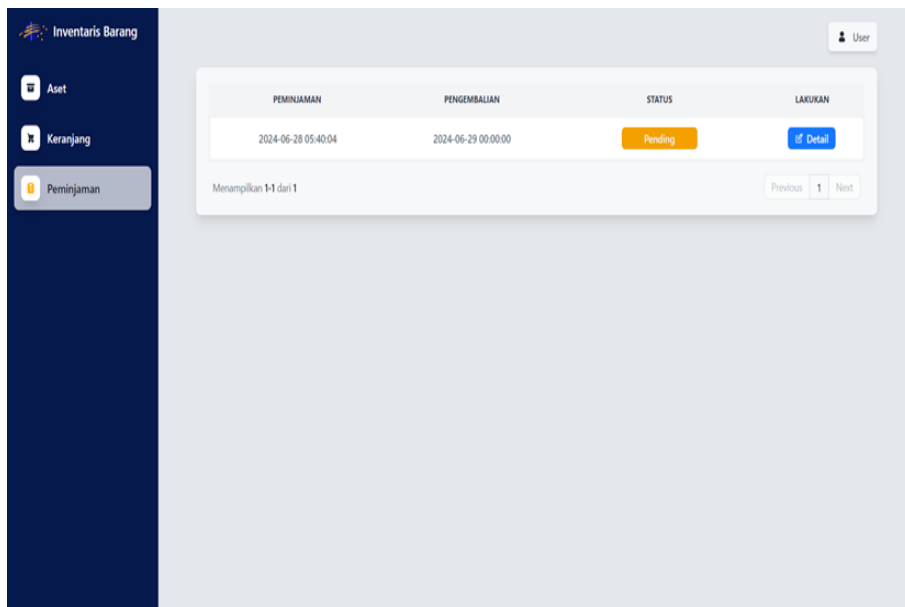 Inventaris Barang
User
Aset
Keranjang
Peminjaman
PEMINJAMAN PENGEMBALIAN STATUS LAKUKAN
2024-06-28 05:40:04 2024-06-29 00:00:00 Pending Detail
Menampilkan 1-1 dari 1
Previous 1 Next